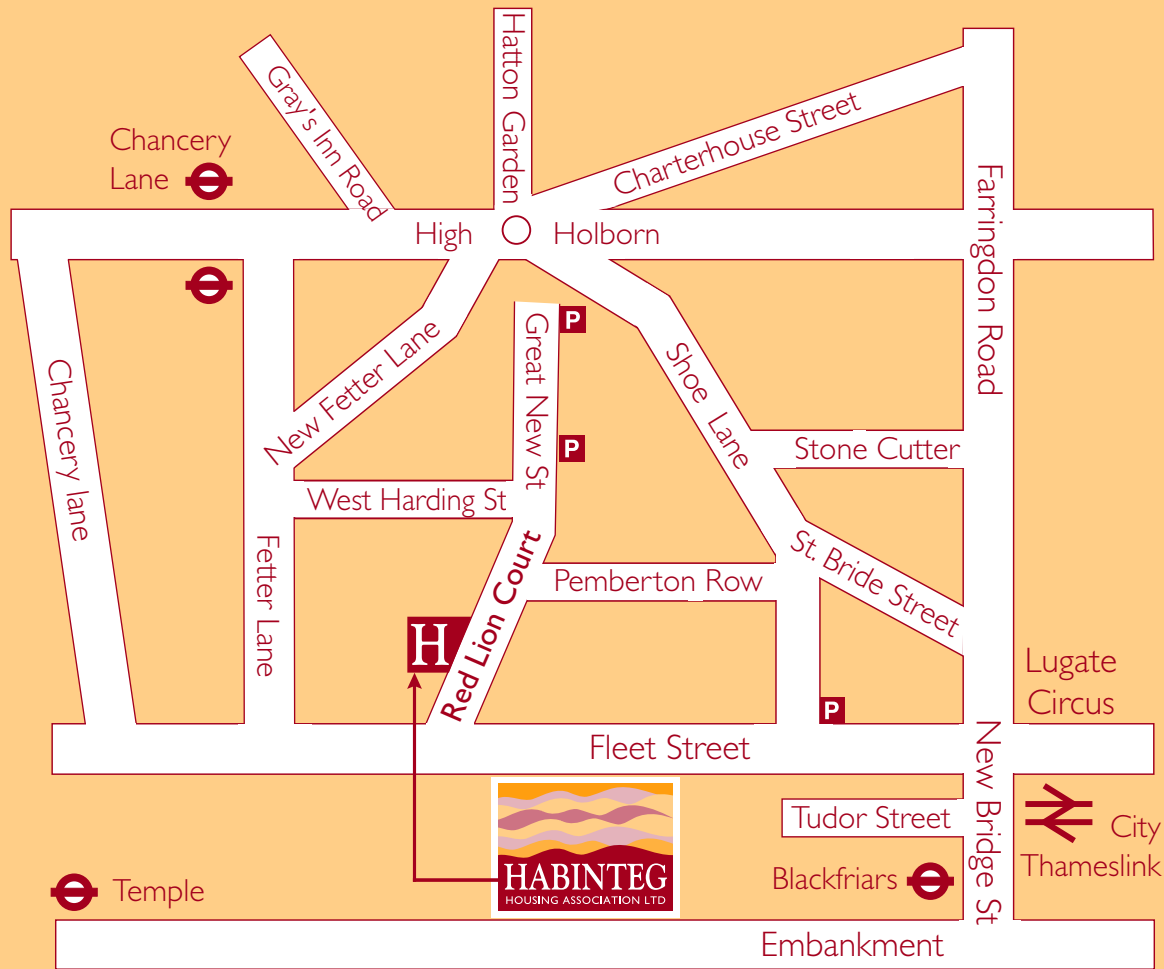 Hatton Garden
Gray's Inn Road
Charterhouse Street
Chancery
Lane
Farringdon Road
High
Holborn
P
Great New St
New Fetter Lane
Shoe Lane
Chancery lane
P
Stone Cutter
West Harding St
St. Bride Street
Fetter Lane
Pemberton Row
Red Lion Court
H
Lugate
Circus
P
Fleet Street
New Bridge St
Tudor Street
City
Thameslink
HABINTEG
HOUSING ASSOCIATION LTD
Blackfriars
Temple
Embankment